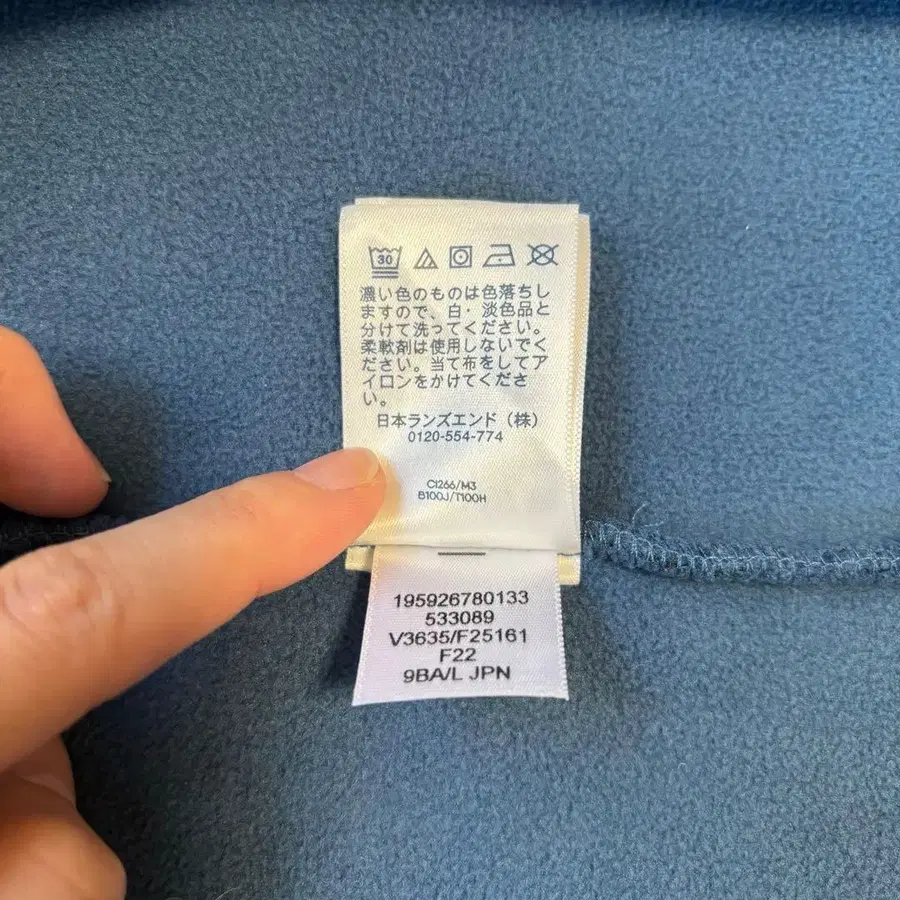 30
濃い色のものは色落ちし
ますので、白・淡色品と
分けて洗ってください。
柔軟剤は使用しないでく
ださい。当て布をしてア
イロンをかけてくださ
い。
日本ランズエンド（株）
0120-554-774
C1266/M3
B100J/T100H
195926780133
533089
V3635/F25161
F22
9BA/L JPN